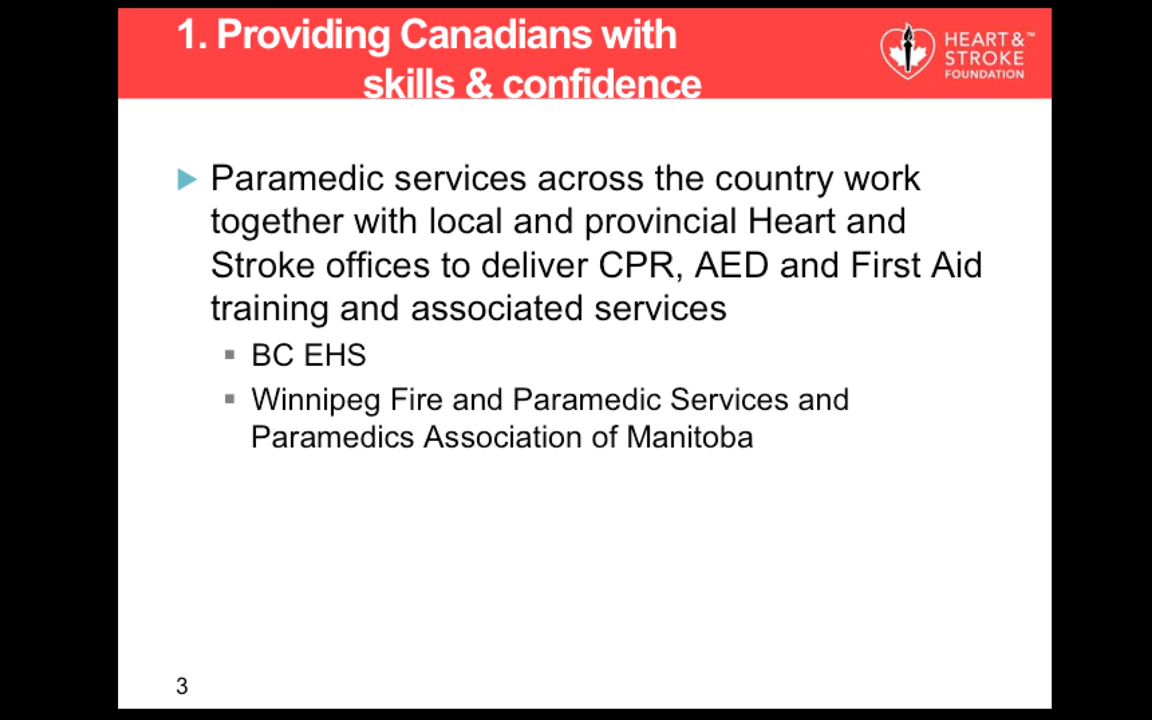 1. Providing Canadians with
skills & confidence
HEART &™
STROKE
FOUNDATION
Paramedic services across the country work
together with local and provincial Heart and
Stroke offices to deliver CPR, AED and First Aid
training and associated services
BC EHS
Winnipeg Fire and Paramedic Services and
Paramedics Association of Manitoba
3